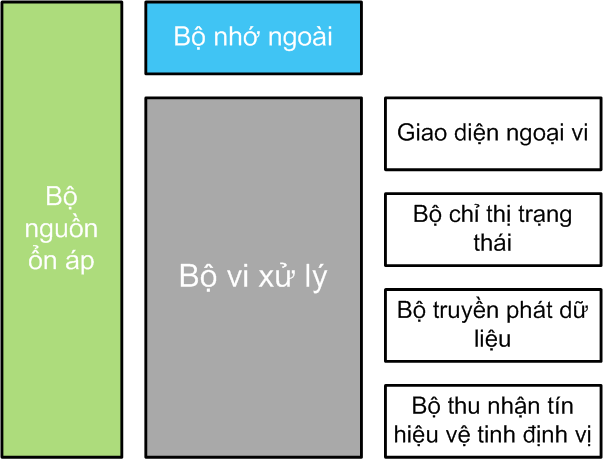 Bộ nhớ ngoài
Giao diện ngoại vi
Bộ
nguồn
ổn áp
Bộ vi xử lý
Bộ chỉ thị trạng
thái
Bộ truyền phát dữ
liệu
Bộ thu nhận tín
hiệu vệ tinh định vị